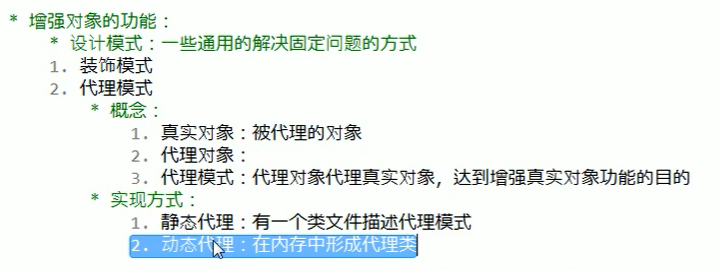 * 增强对象的功能：
* 设计模式：一些通用的解决固定问题的方式
1. 装饰模式
2. 代理模式
* 概念：
1. 真实对象：被代理的对象
2. 代理对象：
3. 代理模式：代理对象代理真实对象，达到增强真实对象功能的目的
* 实现方式：
1. 静态代理：有一个类文件描述代理模式
2. 动态代理：在内存中形成代理类